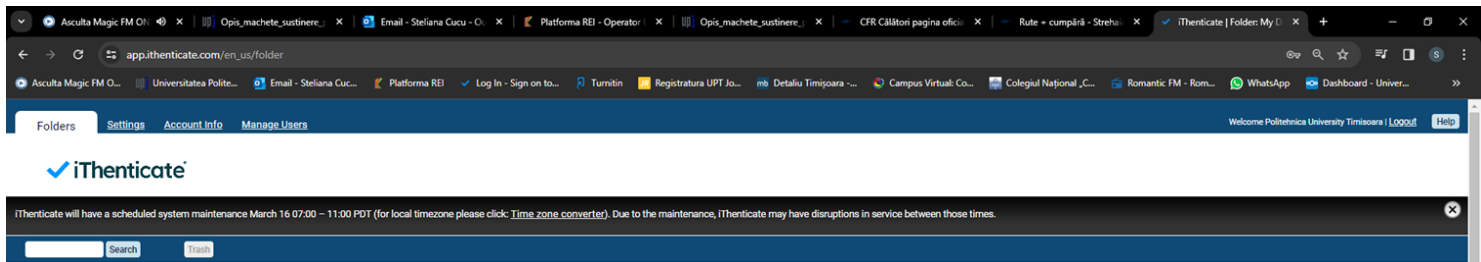 Asculta Magic FM ON
Opis_machete_sustinere_
Email - Steliana Cucu - O
Platforma REI - Operator
Opis_machete_sustinere_
CFR Călători pagina oficia
Rute + cumpără - Strehai
iThenticate | Folder: My D
app.ithenticate.com/en_us/folder
S
Asculta Magic FM O...
Universitatea Polite...
Email - Steliana Cuc...
Platforma REI
Log In - Sign on to...
Turnitin
Registratura UPT Jo...
mb Detaliu Timișoara -...
Campus Virtual: Co...
Colegiul Național „C...
Romantic FM - Rom...
WhatsApp
Dashboard - Univer...
Folders Settings Account Info Manage Users
Welcome Politehnica University Timisoara | Logout Help
iThenticate
iThenticate will have a scheduled system maintenance March 16 07:00 – 11:00 PDT (for local timezone please click: Time zone converter). Due to the maintenance, iThenticate may have disruptions in service between those times.
Search Trash